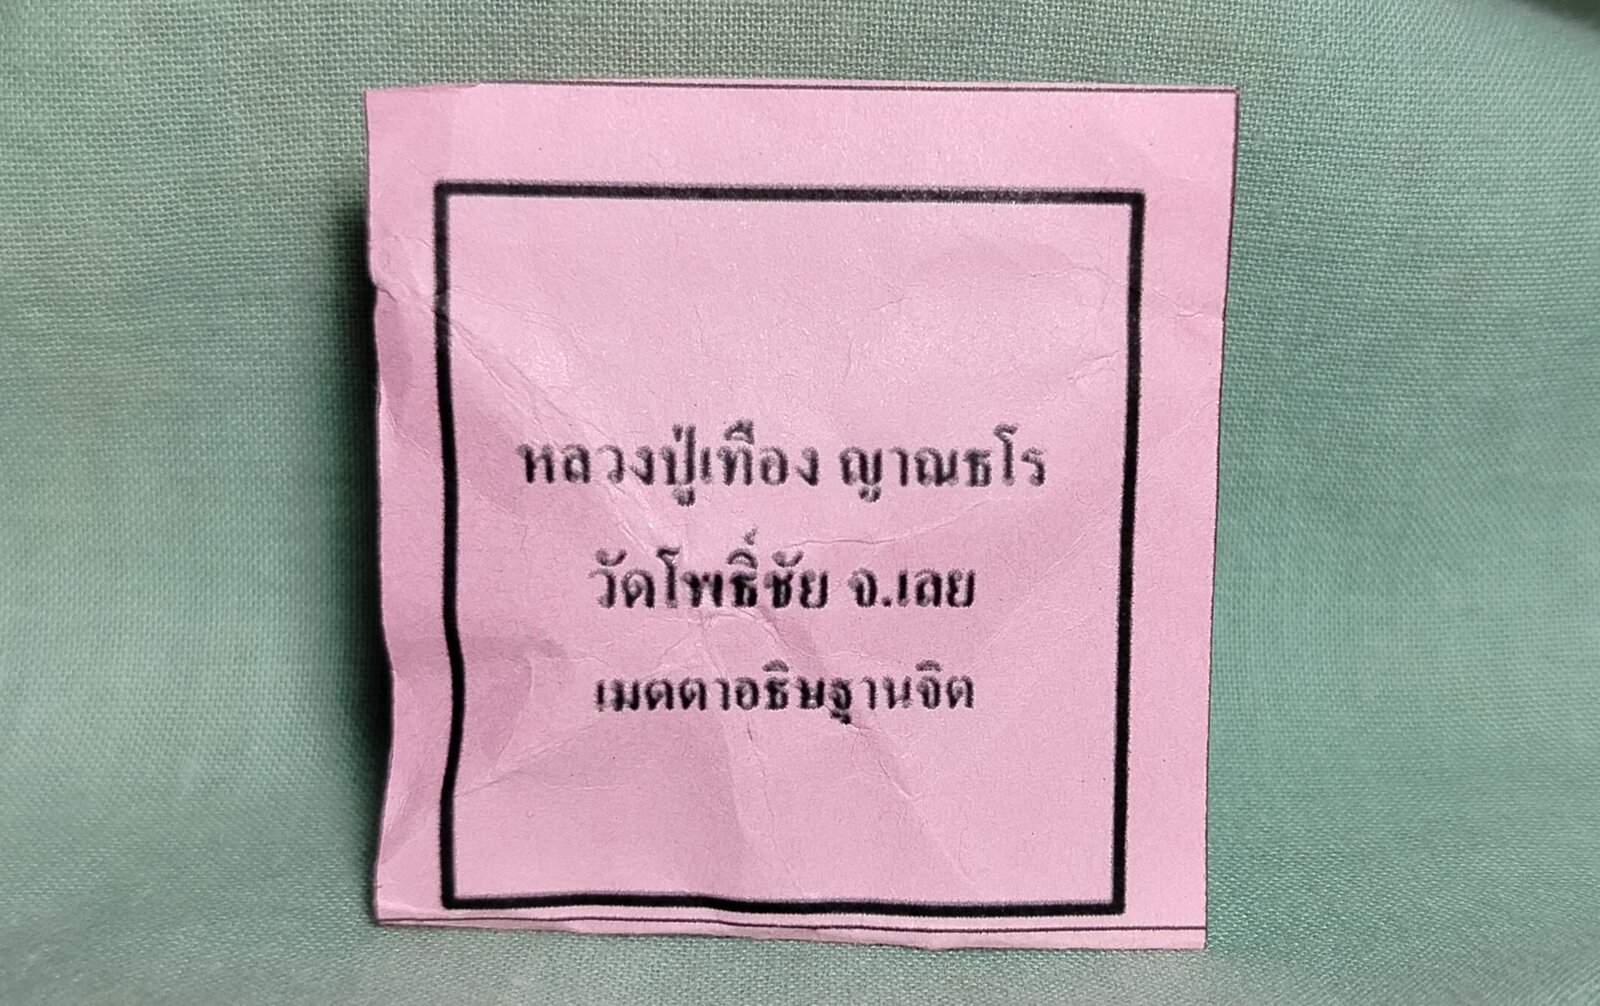 หลวงปู่เทือง ญาณธโร
วัดโพธิ์ชัย จ.เลย
เมตตาอธิษฐานจิต